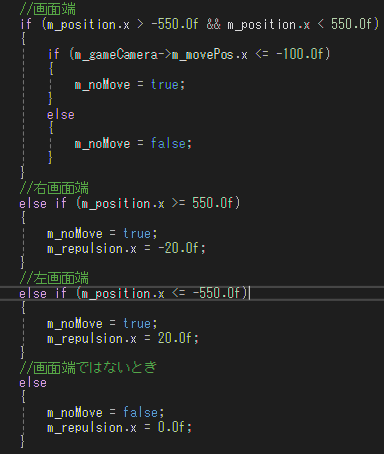 //画面端
if (m_position.x > -550.0f && m_position.x < 550.0f)
{
    if (m_gameCamera->m_movePos.x <= -100.0f)
    {
        m_noMove = true;
    }
    else
    {
        m_noMove = false;
    }
}
//右画面端
else if (m_position.x >= 550.0f)
{
    m_noMove = true;
    m_repulsion.x = -20.0f;
}
//左画面端
else if (m_position.x <= -550.0f)
{
    m_noMove = true;
    m_repulsion.x = 20.0f;
}
//画面端ではないとき
else
{
    m_noMove = false;
    m_repulsion.x = 0.0f;
}